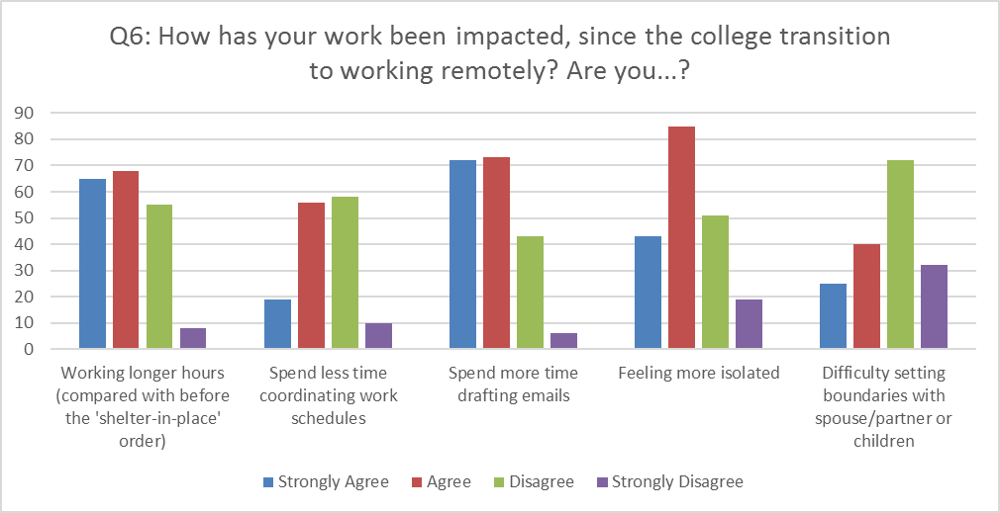 Q6: How has your work been impacted, since the college transition
to working remotely? Are you...?
90
80
70
60
50
40
30
20
10
0
Working longer hours
(compared with before
the 'shelter-in-place'
order)
Spend less time
coordinating work
schedules
Spend more time
drafting emails
Feeling more isolated
Difficulty setting
boundaries with
spouse/partner or
children
Strongly Agree Agree Disagree Strongly Disagree